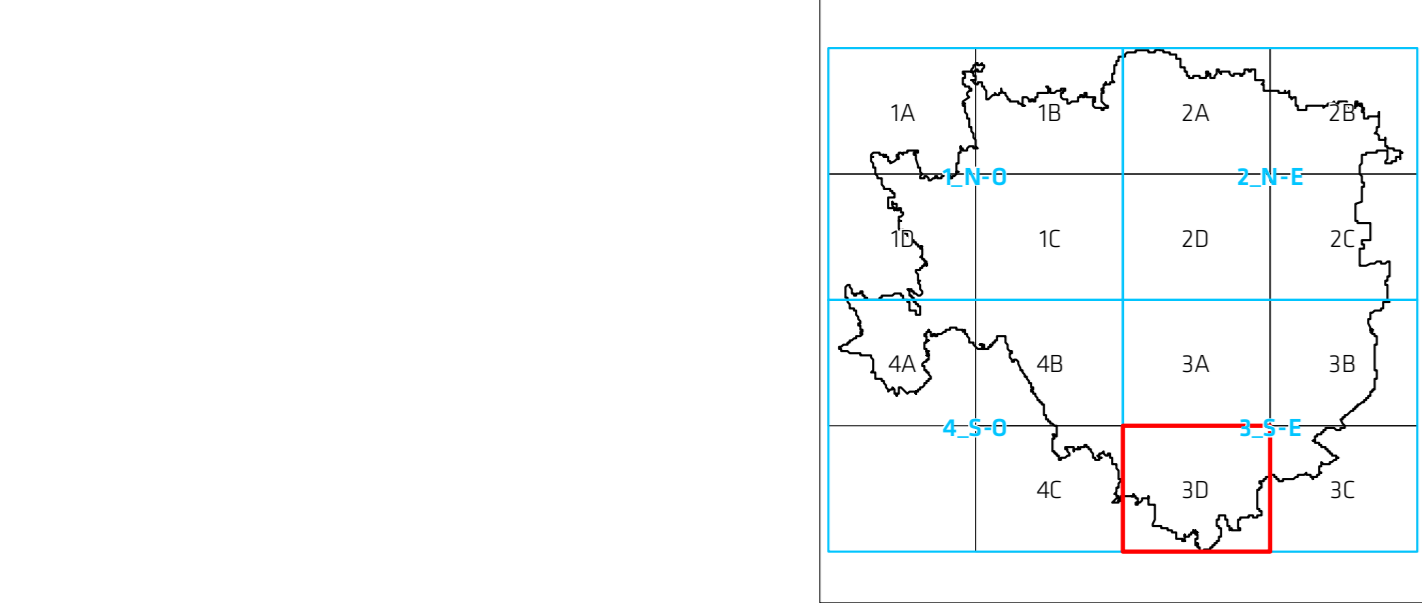 1A 1B 2A 2B
1_N-O 2_N-E
1D 1C 2D 2C
4A 4B 3A 3B
4_S-O 3_S-E
4C 3D 3C